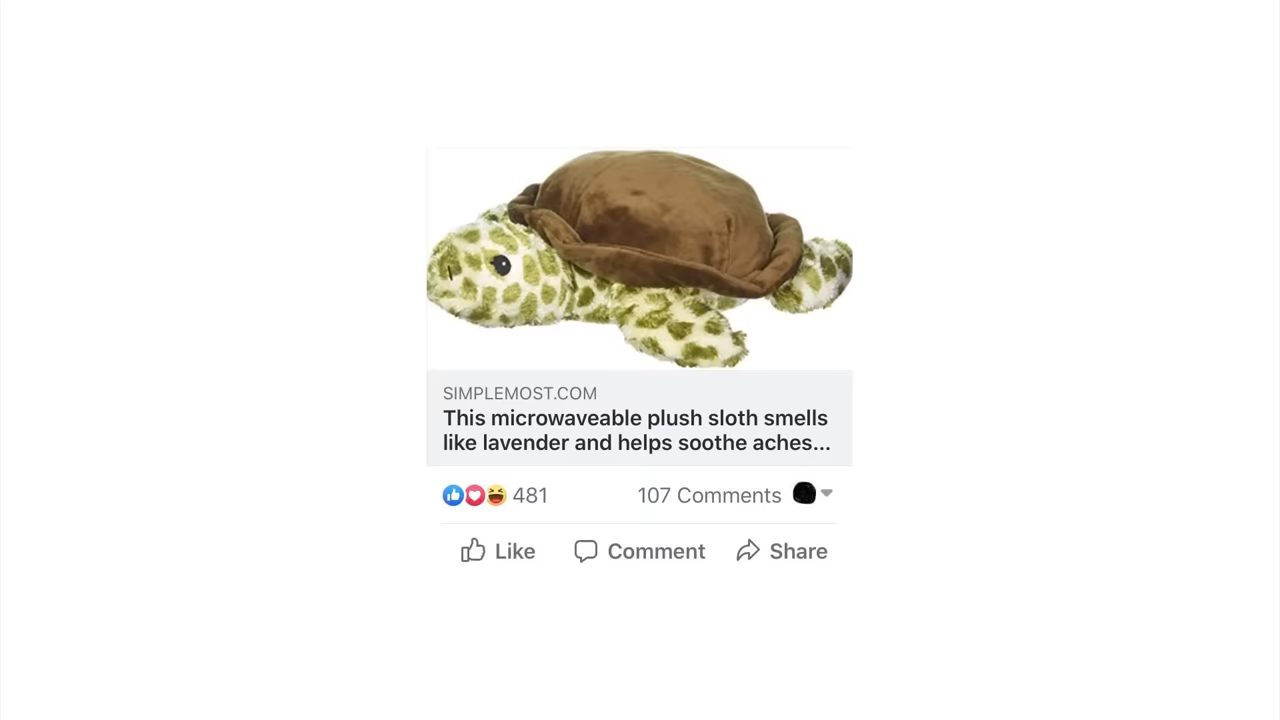 SIMPLEMOST.COM
This microwaveable plush sloth smells
like lavender and helps soothe aches...
481 107 Comments
Like Comment Share